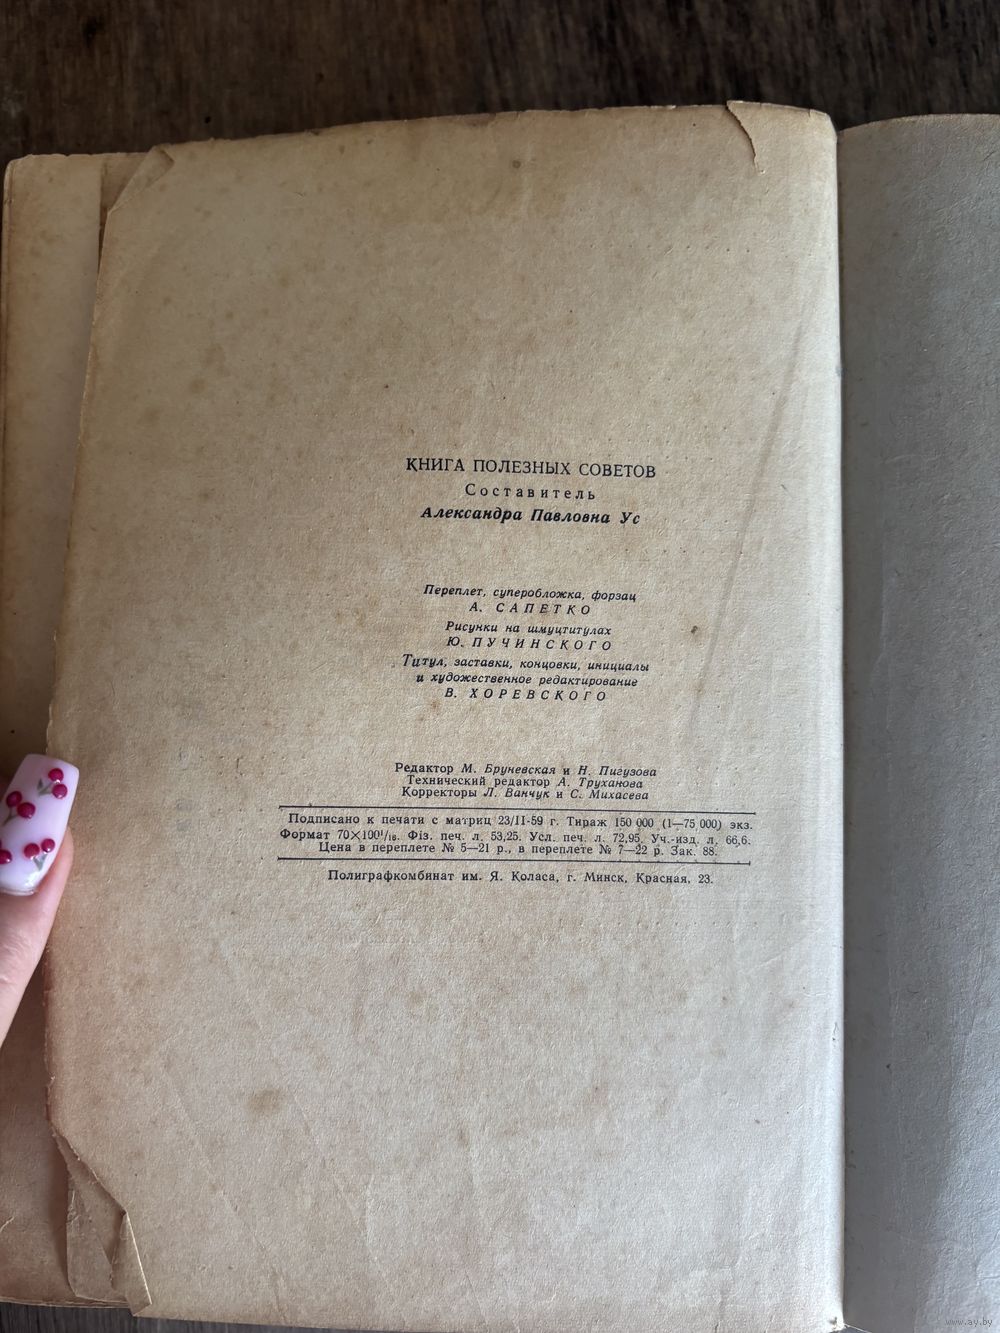 КНИГА ПОЛЕЗНЫХ СОВЕТОВ
Составитель
Александра Павловна Ус
Переплет, суперобложка, форзац
А. САПЕТКО
Рисунки на шмуцтитулах
Ю. ПУЧИНСКОГО
Титул, заставки, концовки, инициалы
и художественное редактирование
В. ХОРЕВСКОГО
Редактор М. Бруневская и Н. Пигузова
Технический редактор А. Труханова
Корректоры Л. Ванчук и С. Михасева
Подписано к печати с матриц 23/II-59 г. Тираж 150 000 (1—75 000) экз.
Формат 70×100¹/₁₆. Фіз. печ. л. 53,25. Усл. печ. л. 72,95. Уч.-изд. л. 66,6.
Цена в переплете № 5—21 р., в переплете № 7—22 р. Зак. 88.
Полиграфкомбинат им. Я. Коласа, г. Минск, Красная, 23.
www.ay.by